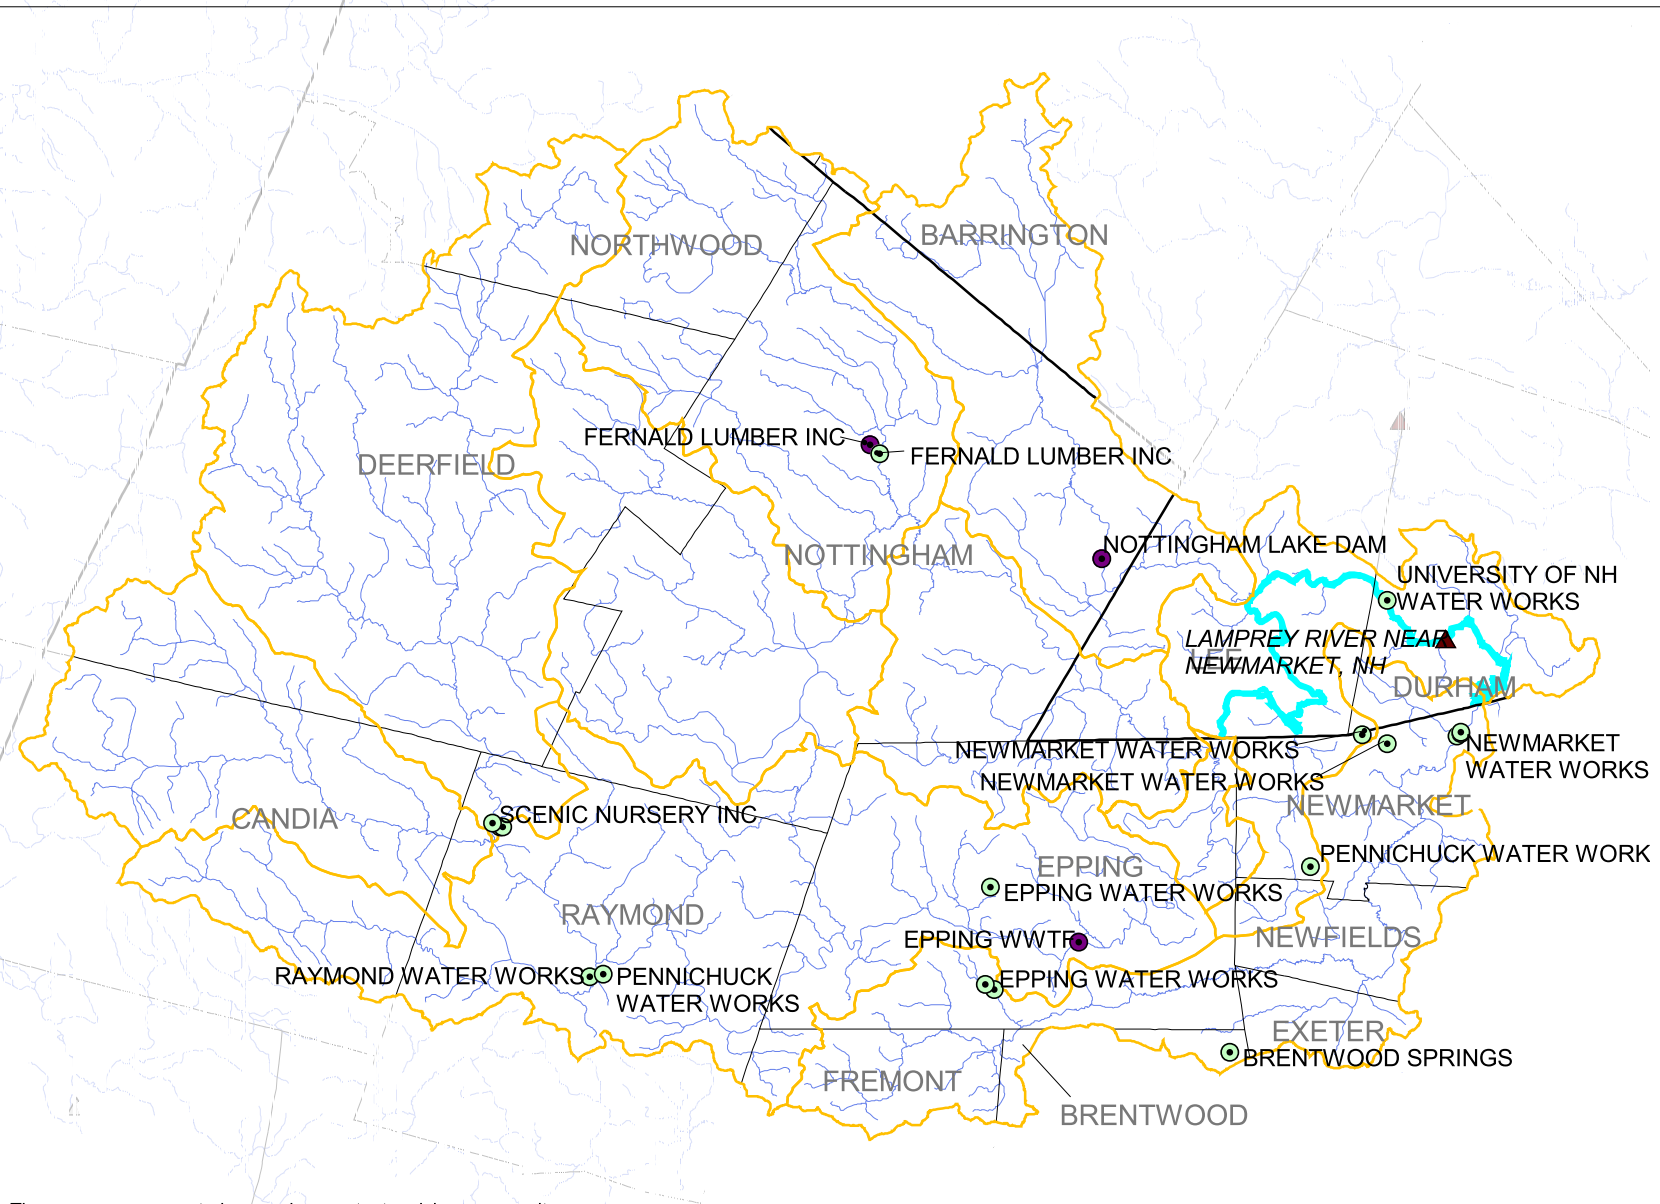 BARRINGTON
NORTHWOOD
FERNALD LUMBER INC
FERNALD LUMBER INC
DEERFIELD
NOTTINGHAM
NOTTINGHAM LAKE DAM
UNIVERSITY OF NH
WATER WORKS
LAMPREY RIVER NEAR
NEWMARKET, NH
LEE
DURHAM
NEWMARKET WATER WORKS
NEWMARKET
WATER WORKS
NEWMARKET WATER WORKS
NEWMARKET
CANDIA
SCENIC NURSERY INC
PENNICHUCK WATER WORK
EPPING
EPPING WATER WORKS
RAYMOND
EPPING WWTF
NEWFIELDS
RAYMOND WATER WORKS
PENNICHUCK
WATER WORKS
EPPING WATER WORKS
EXETER
BRENTWOOD SPRINGS
FREMONT
BRENTWOOD